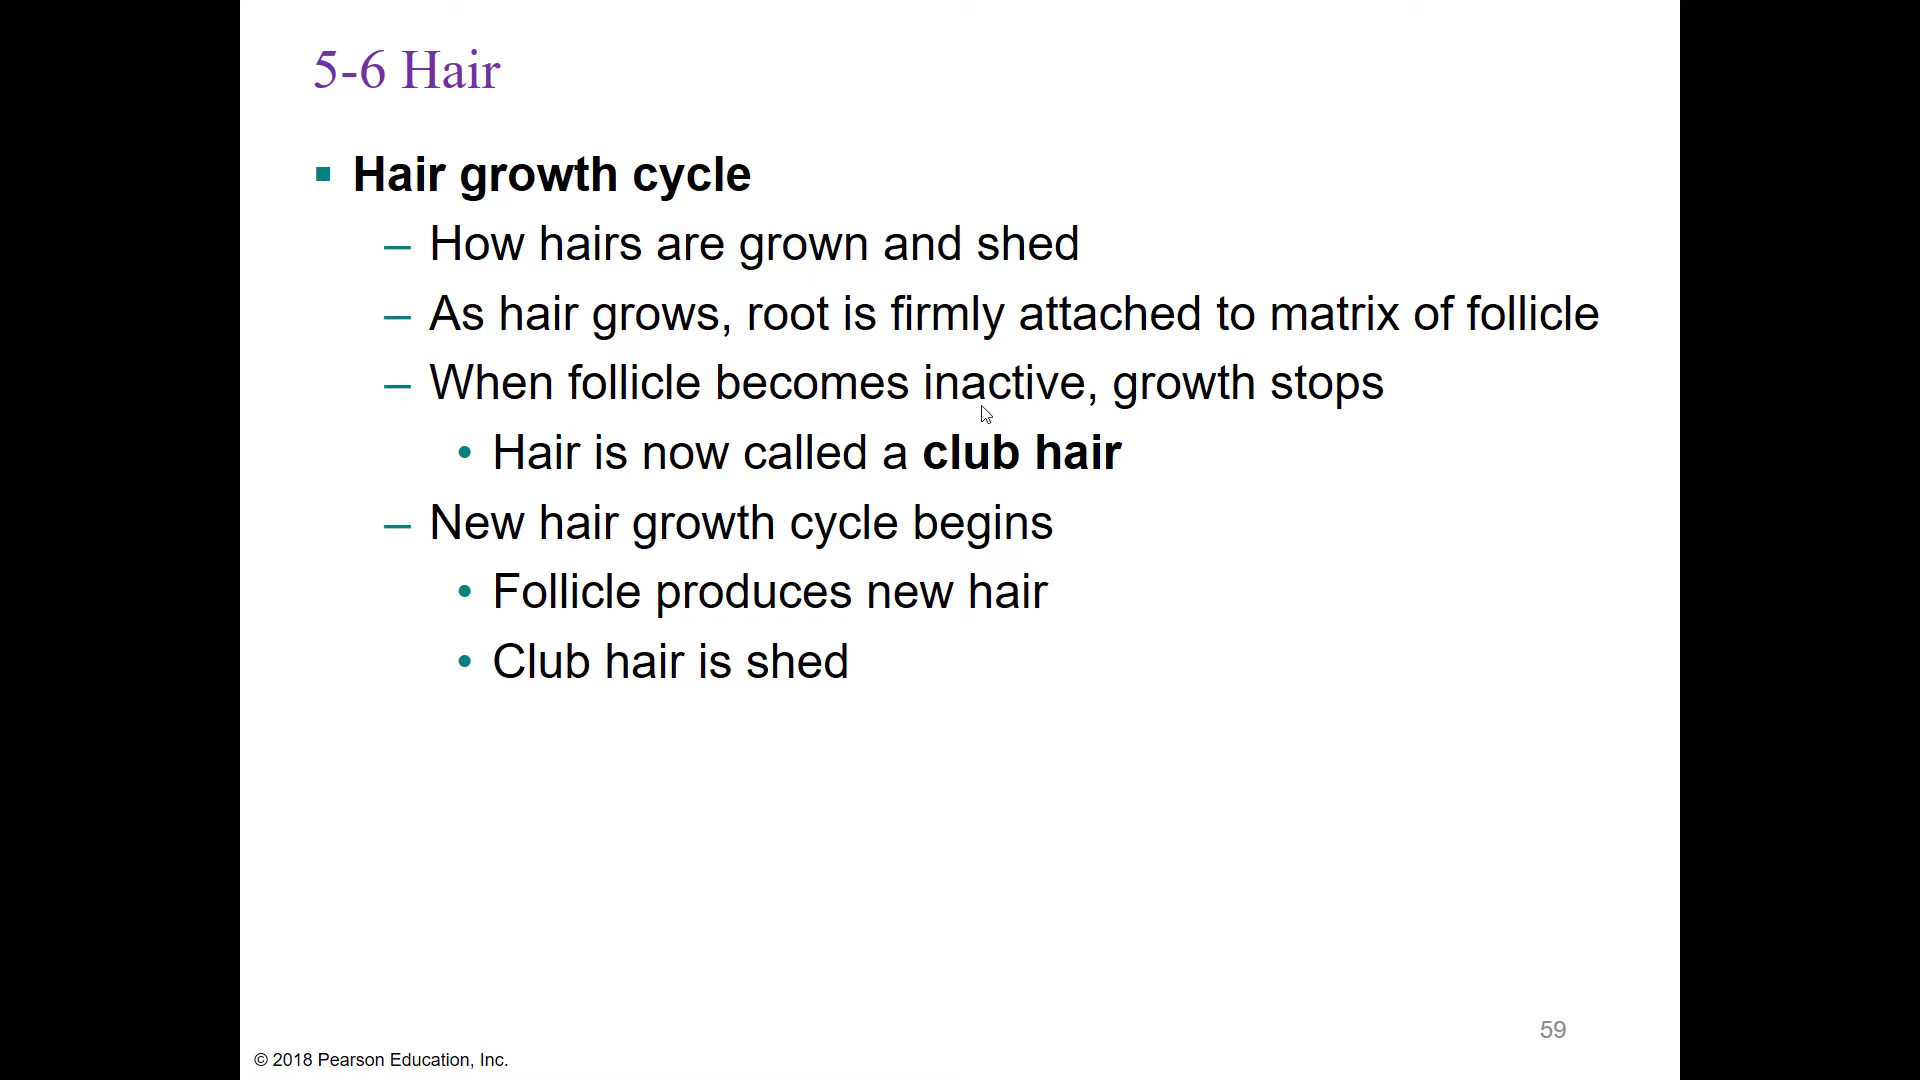 5-6 Hair
▪ Hair growth cycle
– How hairs are grown and shed
– As hair grows, root is firmly attached to matrix of follicle
– When follicle becomes inactive, growth stops
• Hair is now called a club hair
– New hair growth cycle begins
• Follicle produces new hair
• Club hair is shed
59
© 2018 Pearson Education, Inc.